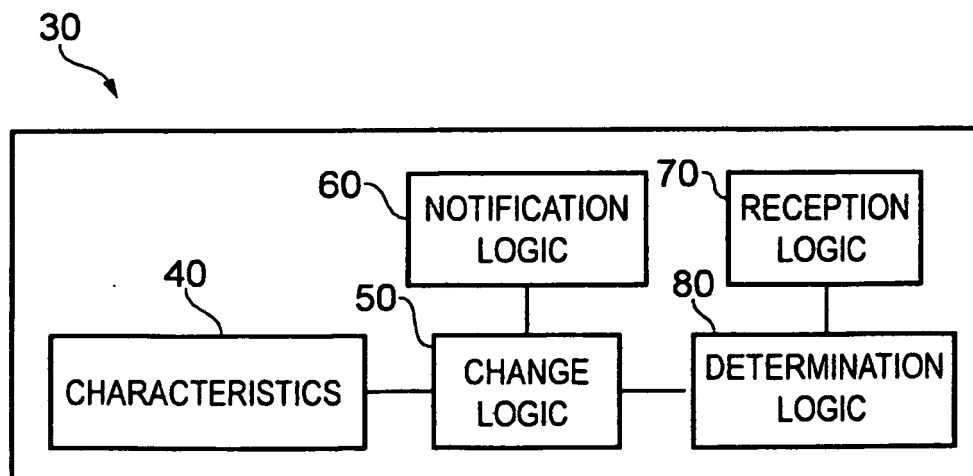 30
60
NOTIFICATION
LOGIC
70
RECEPTION
LOGIC
40
CHARACTERISTICS
50
CHANGE
LOGIC
80
DETERMINATION
LOGIC